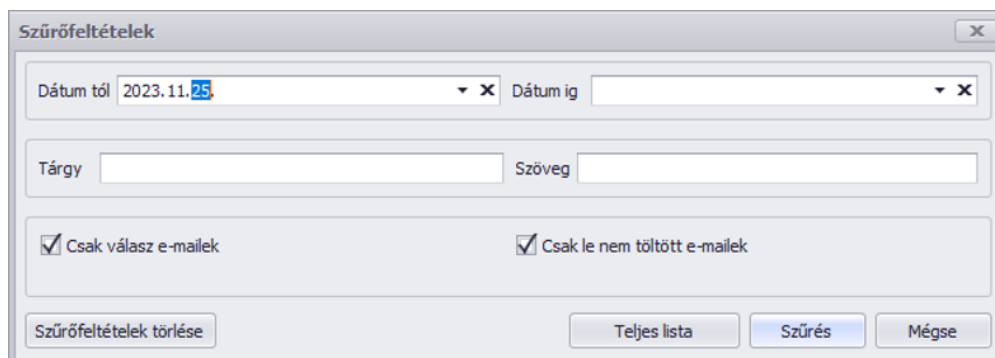 Szűrőfeltételek
Dátum tól 2023.11.25. Dátum ig
Tárgy Szöveg
Csak válasz e-mailek Csak le nem töltött e-mailek
Szűrőfeltételek törlése Teljes lista Szűrés Mégse